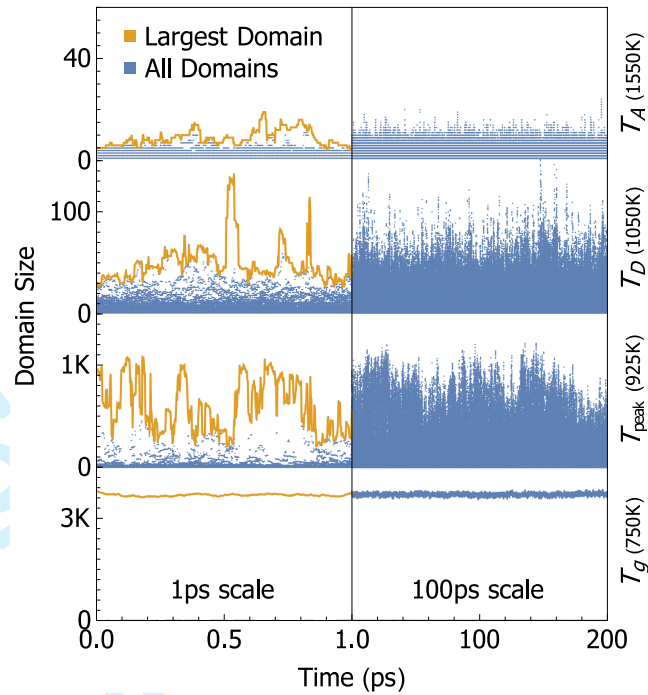 Largest Domain
All Domains
40
0
100
0
1K
0
3K
0
Domain Size
T_A (1550K)
T_D (1050K)
T_peak (925K)
T_g (750K)
1ps scale
100ps scale
0.0 0.5 1.0 100 200
Time (ps)